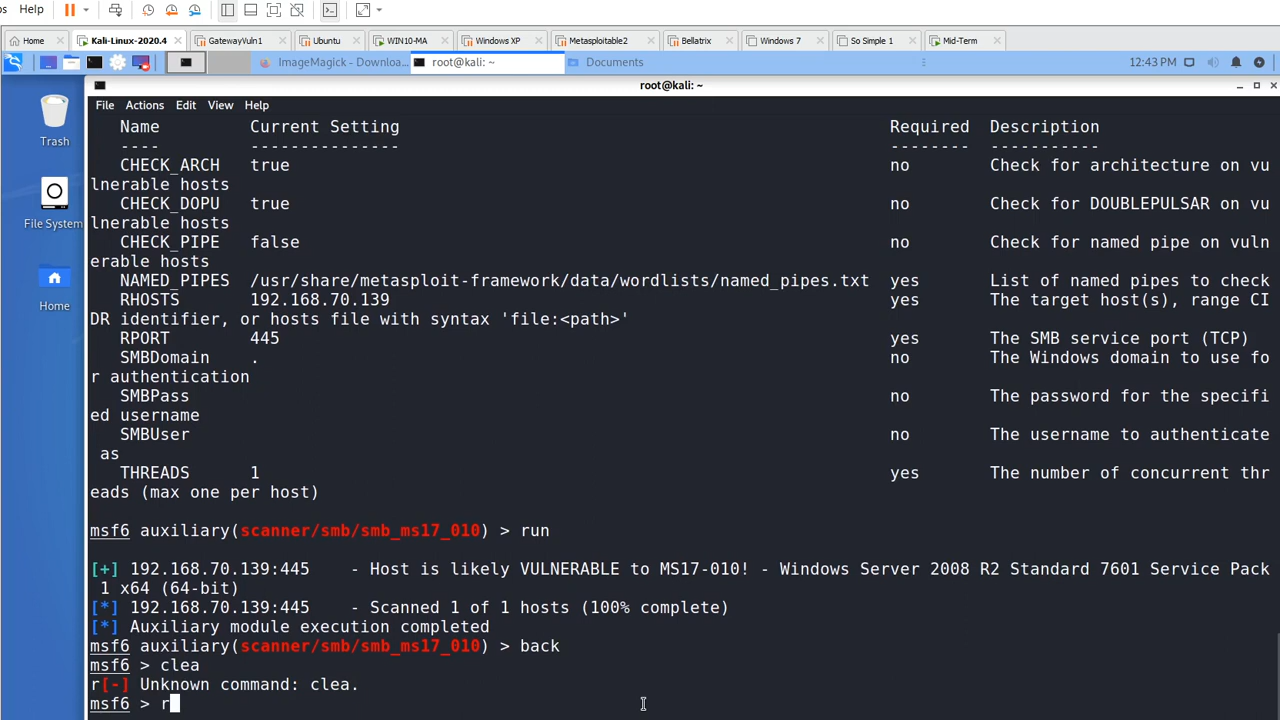 ps Help
Home Kali-Linux-2020.4 GatewayVuln1 Ubuntu WIN10-MA Windows XP Metasploitable2 Bellatrix Windows 7 So Simple 1 Mid-Term
ImageMagick - Downloa... root@kali: ~ Documents 12:43 PM
root@kali: ~
File Actions Edit View Help
Trash
File System
Home
Name Current Setting Required Description
---- --------------- -------- -----------
CHECK_ARCH true no Check for architecture on vu
lnerable hosts
CHECK_DOPU true no Check for DOUBLEPULSAR on vu
lnerable hosts
CHECK_PIPE false no Check for named pipe on vuln
erable hosts
NAMED_PIPES /usr/share/metasploit-framework/data/wordlists/named_pipes.txt yes List of named pipes to check
RHOSTS 192.168.70.139 yes The target host(s), range CI
DR identifier, or hosts file with syntax 'file:<path>'
RPORT 445 yes The SMB service port (TCP)
SMBDomain . no The Windows domain to use fo
r authentication
SMBPass no The password for the specifi
ed username
SMBUser no The username to authenticate
as
THREADS 1 yes The number of concurrent thr
eads (max one per host)
msf6 auxiliary(scanner/smb/smb_ms17_010) > run
[+] 192.168.70.139:445 - Host is likely VULNERABLE to MS17-010! - Windows Server 2008 R2 Standard 7601 Service Pack
1 x64 (64-bit)
[*] 192.168.70.139:445 - Scanned 1 of 1 hosts (100% complete)
[*] Auxiliary module execution completed
msf6 auxiliary(scanner/smb/smb_ms17_010) > back
msf6 > clea
r[-] Unknown command: clea.
msf6 > r